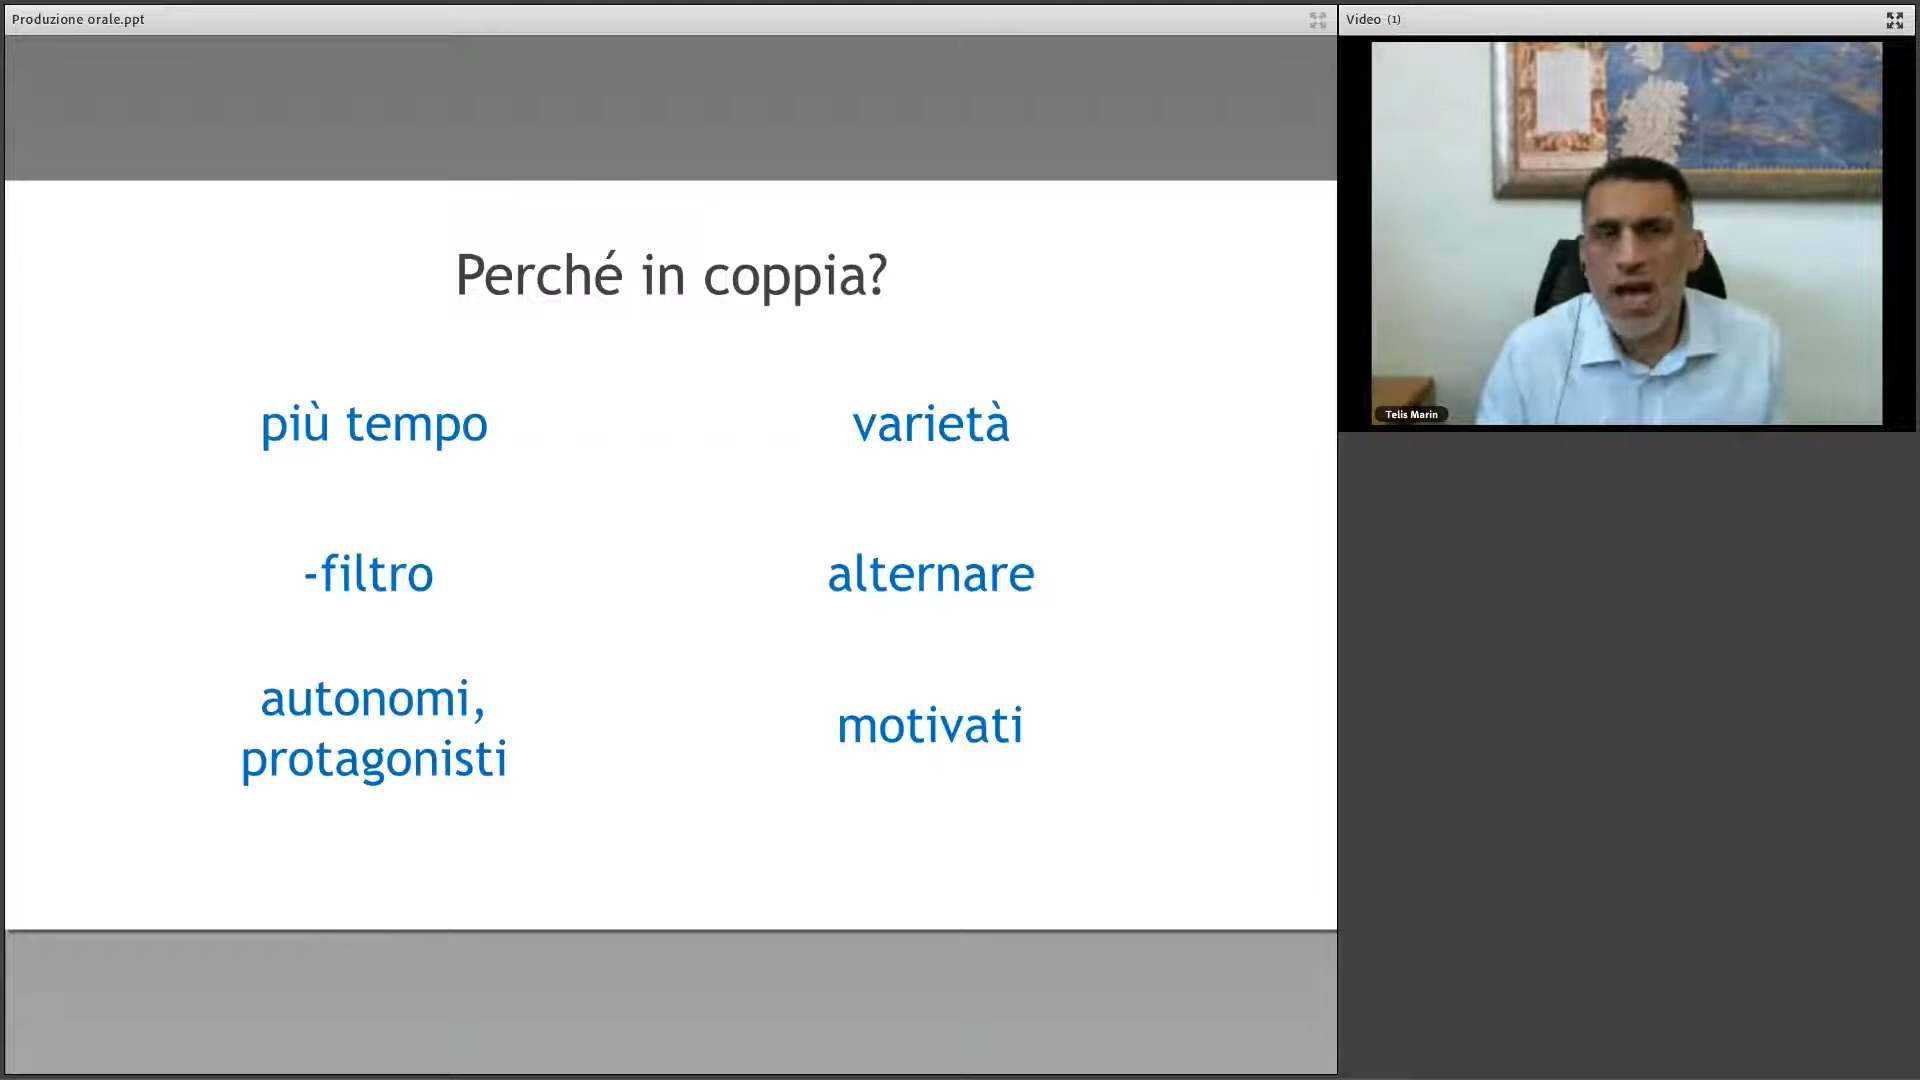 Produzione orale.ppt
Video (1)
Perché in coppia?
più tempo
varietà
-filtro
alternare
autonomi,
protagonisti
motivati
Telis Marin